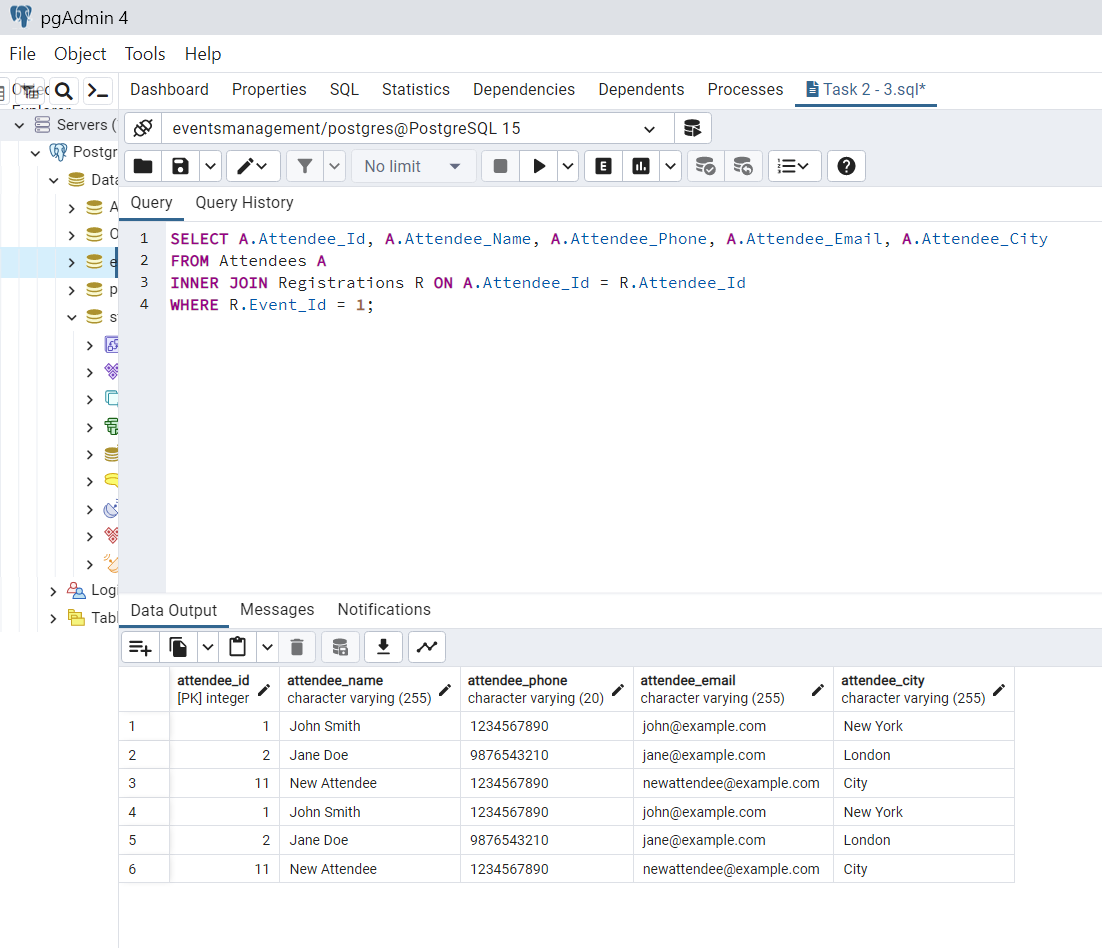 pgAdmin 4
File Object Tools Help
Dashboard Properties SQL Statistics Dependencies Dependents Processes Task 2 - 3.sql*
Servers (
eventsmanagement/postgres@PostgreSQL 15
Postgr
Data
No limit
A
Query Query History
1 SELECT A.Attendee_Id, A.Attendee_Name, A.Attendee_Phone, A.Attendee_Email, A.Attendee_City
2 FROM Attendees A
3 INNER JOIN Registrations R ON A.Attendee_Id = R.Attendee_Id
4 WHERE R.Event_Id = 1;
e
p
s
Logi
Tabl
Data Output Messages Notifications
attendee_id attendee_name attendee_phone attendee_email attendee_city
[PK] integer character varying (255) character varying (20) character varying (255) character varying (255)
1 1 John Smith 1234567890 john@example.com New York
2 2 Jane Doe 9876543210 jane@example.com London
3 11 New Attendee 1234567890 newattendee@example.com City
4 1 John Smith 1234567890 john@example.com New York
5 2 Jane Doe 9876543210 jane@example.com London
6 11 New Attendee 1234567890 newattendee@example.com City